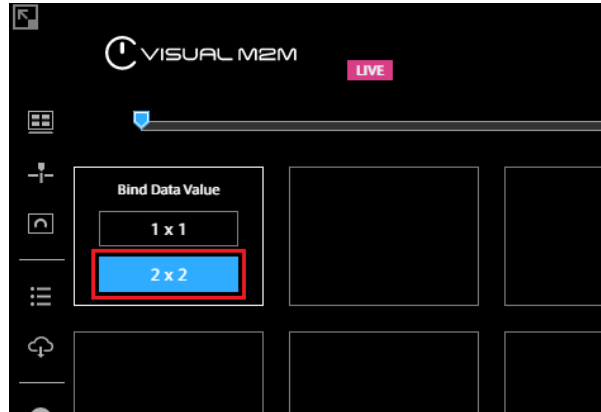 VISUAL M2M
LIVE
Bind Data Value
1 x 1
2 x 2